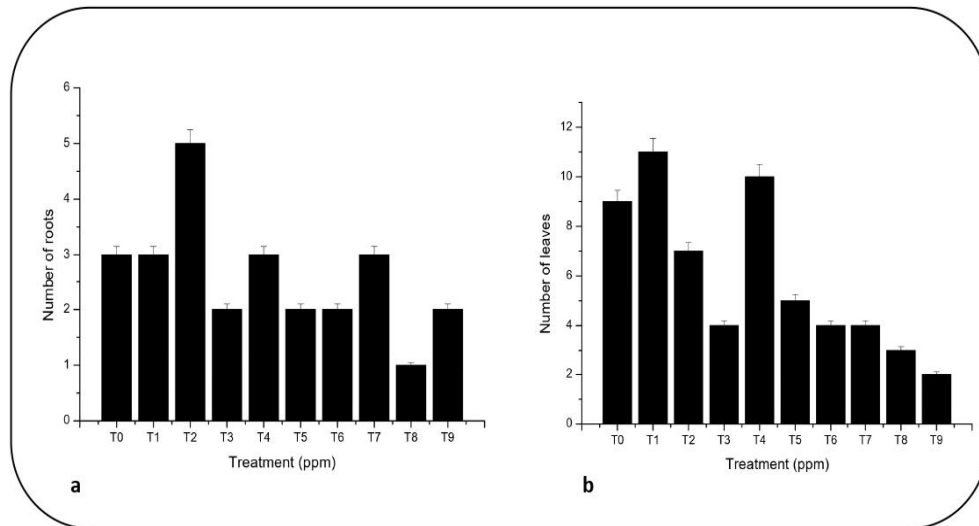 6
5
4
3
2
1
0
Number of roots
T0 T1 T2 T3 T4 T5 T6 T7 T8 T9
Treatment (ppm)
a
12
10
8
6
4
2
0
Number of leaves
T0 T1 T2 T3 T4 T5 T6 T7 T8 T9
Treatment (ppm)
b